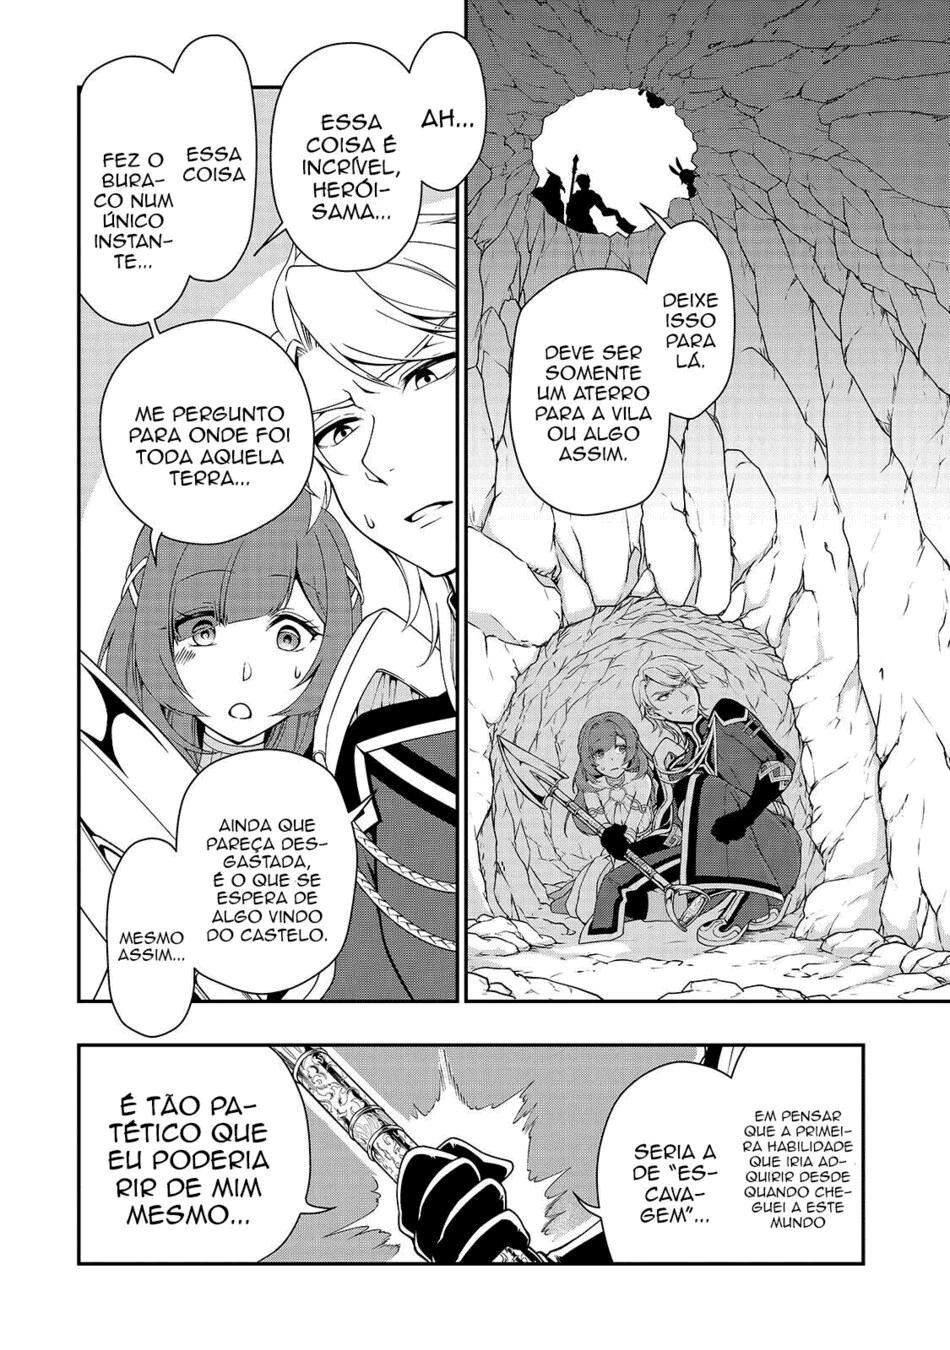 DEIXE
ISSO
PARA
LÁ.
DEVE SER
SOMENTE
UM ATERRO
PARA A VILA
OU ALGO
ASSIM.
AH...
ESSA
COISA É
INCRÍVEL,
HERÓI-
SAMA...
ESSA
COISA
FEZ O
BURA-
CO NUM
ÚNICO
INSTAN-
TE...
ME PERGUNTO
PARA ONDE FOI
TODA AQUELA
TERRA...
AINDA QUE
PAREÇA DES-
GASTADA,
É O QUE SE
ESPERA DE
ALGO VINDO
DO CASTELO.
MESMO
ASSIM...
EM PENSAR
QUE A PRIMEI-
RA HABILIDADE
QUE IRIA AD-
QUIRIR DESDE
QUANDO CHE-
GUEI A ESTE
MUNDO
SERIA A
DE “ES-
CAVA-
GEM”...
É TÃO PA-
TÉTICO QUE
EU PODERIA
RIR DE MIM
MESMO...